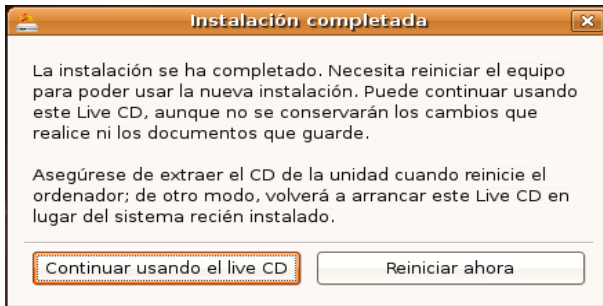 Instalación completada
La instalación se ha completado. Necesita reiniciar el equipo
para poder usar la nueva instalación. Puede continuar usando
este Live CD, aunque no se conservarán los cambios que
realice ni los documentos que guarde.
Asegúrese de extraer el CD de la unidad cuando reinicie el
ordenador; de otro modo, volverá a arrancar este Live CD en
lugar del sistema recién instalado.
Continuar usando el live CD
Reiniciar ahora